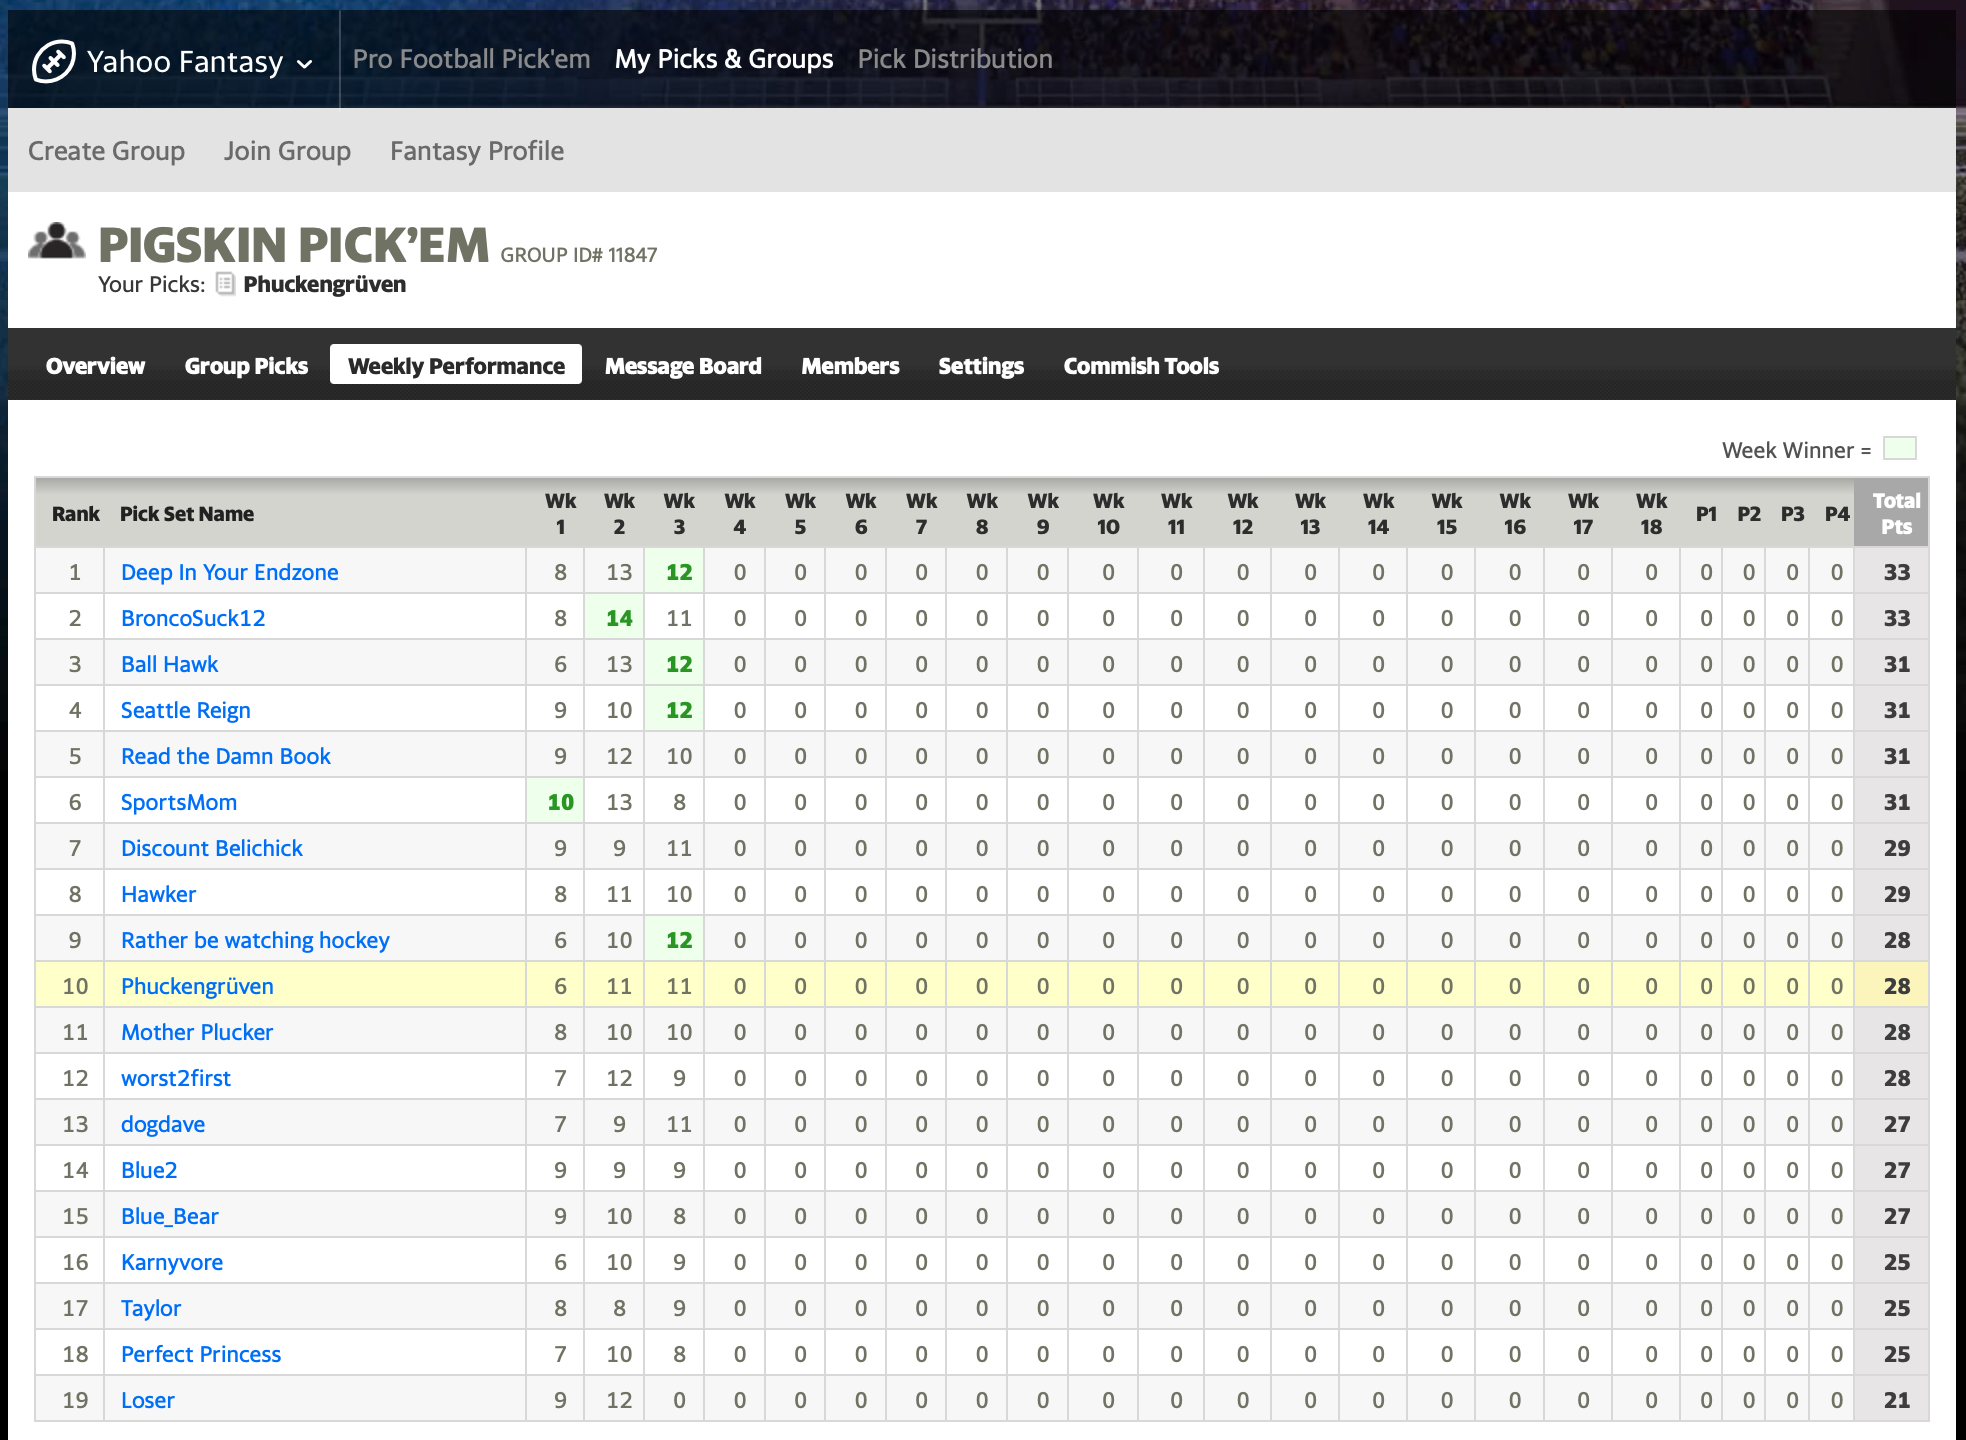 Yahoo Fantasy Pro Football Pick'em My Picks & Groups Pick Distribution
Create Group Join Group Fantasy Profile
PIGSKIN PICK’EM GROUP ID# 11847
Your Picks: Phuckengrüven
Overview Group Picks Weekly Performance Message Board Members Settings Commish Tools
Week Winner =
Rank Pick Set Name Wk 1 Wk 2 Wk 3 Wk 4 Wk 5 Wk 6 Wk 7 Wk 8 Wk 9 Wk 10 Wk 11 Wk 12 Wk 13 Wk 14 Wk 15 Wk 16 Wk 17 Wk 18 P1 P2 P3 P4 Total Pts
1 Deep In Your Endzone 8 13 12 0 0 0 0 0 0 0 0 0 0 0 0 0 0 0 0 0 0 0 33
2 BroncoSuck12 8 14 11 0 0 0 0 0 0 0 0 0 0 0 0 0 0 0 0 0 0 0 33
3 Ball Hawk 6 13 12 0 0 0 0 0 0 0 0 0 0 0 0 0 0 0 0 0 0 0 31
4 Seattle Reign 9 10 12 0 0 0 0 0 0 0 0 0 0 0 0 0 0 0 0 0 0 0 31
5 Read the Damn Book 9 12 10 0 0 0 0 0 0 0 0 0 0 0 0 0 0 0 0 0 0 0 31
6 SportsMom 10 13 8 0 0 0 0 0 0 0 0 0 0 0 0 0 0 0 0 0 0 0 31
7 Discount Belichick 9 9 11 0 0 0 0 0 0 0 0 0 0 0 0 0 0 0 0 0 0 0 29
8 Hawker 8 11 10 0 0 0 0 0 0 0 0 0 0 0 0 0 0 0 0 0 0 0 29
9 Rather be watching hockey 6 10 12 0 0 0 0 0 0 0 0 0 0 0 0 0 0 0 0 0 0 0 28
10 Phuckengrüven 6 11 11 0 0 0 0 0 0 0 0 0 0 0 0 0 0 0 0 0 0 0 28
11 Mother Plucker 8 10 10 0 0 0 0 0 0 0 0 0 0 0 0 0 0 0 0 0 0 0 28
12 worst2first 7 12 9 0 0 0 0 0 0 0 0 0 0 0 0 0 0 0 0 0 0 0 28
13 dogdave 7 9 11 0 0 0 0 0 0 0 0 0 0 0 0 0 0 0 0 0 0 0 27
14 Blue2 9 9 9 0 0 0 0 0 0 0 0 0 0 0 0 0 0 0 0 0 0 0 27
15 Blue_Bear 9 10 8 0 0 0 0 0 0 0 0 0 0 0 0 0 0 0 0 0 0 0 27
16 Karnyvore 6 10 9 0 0 0 0 0 0 0 0 0 0 0 0 0 0 0 0 0 0 0 25
17 Taylor 8 8 9 0 0 0 0 0 0 0 0 0 0 0 0 0 0 0 0 0 0 0 25
18 Perfect Princess 7 10 8 0 0 0 0 0 0 0 0 0 0 0 0 0 0 0 0 0 0 0 25
19 Loser 9 12 0 0 0 0 0 0 0 0 0 0 0 0 0 0 0 0 0 0 0 0 21